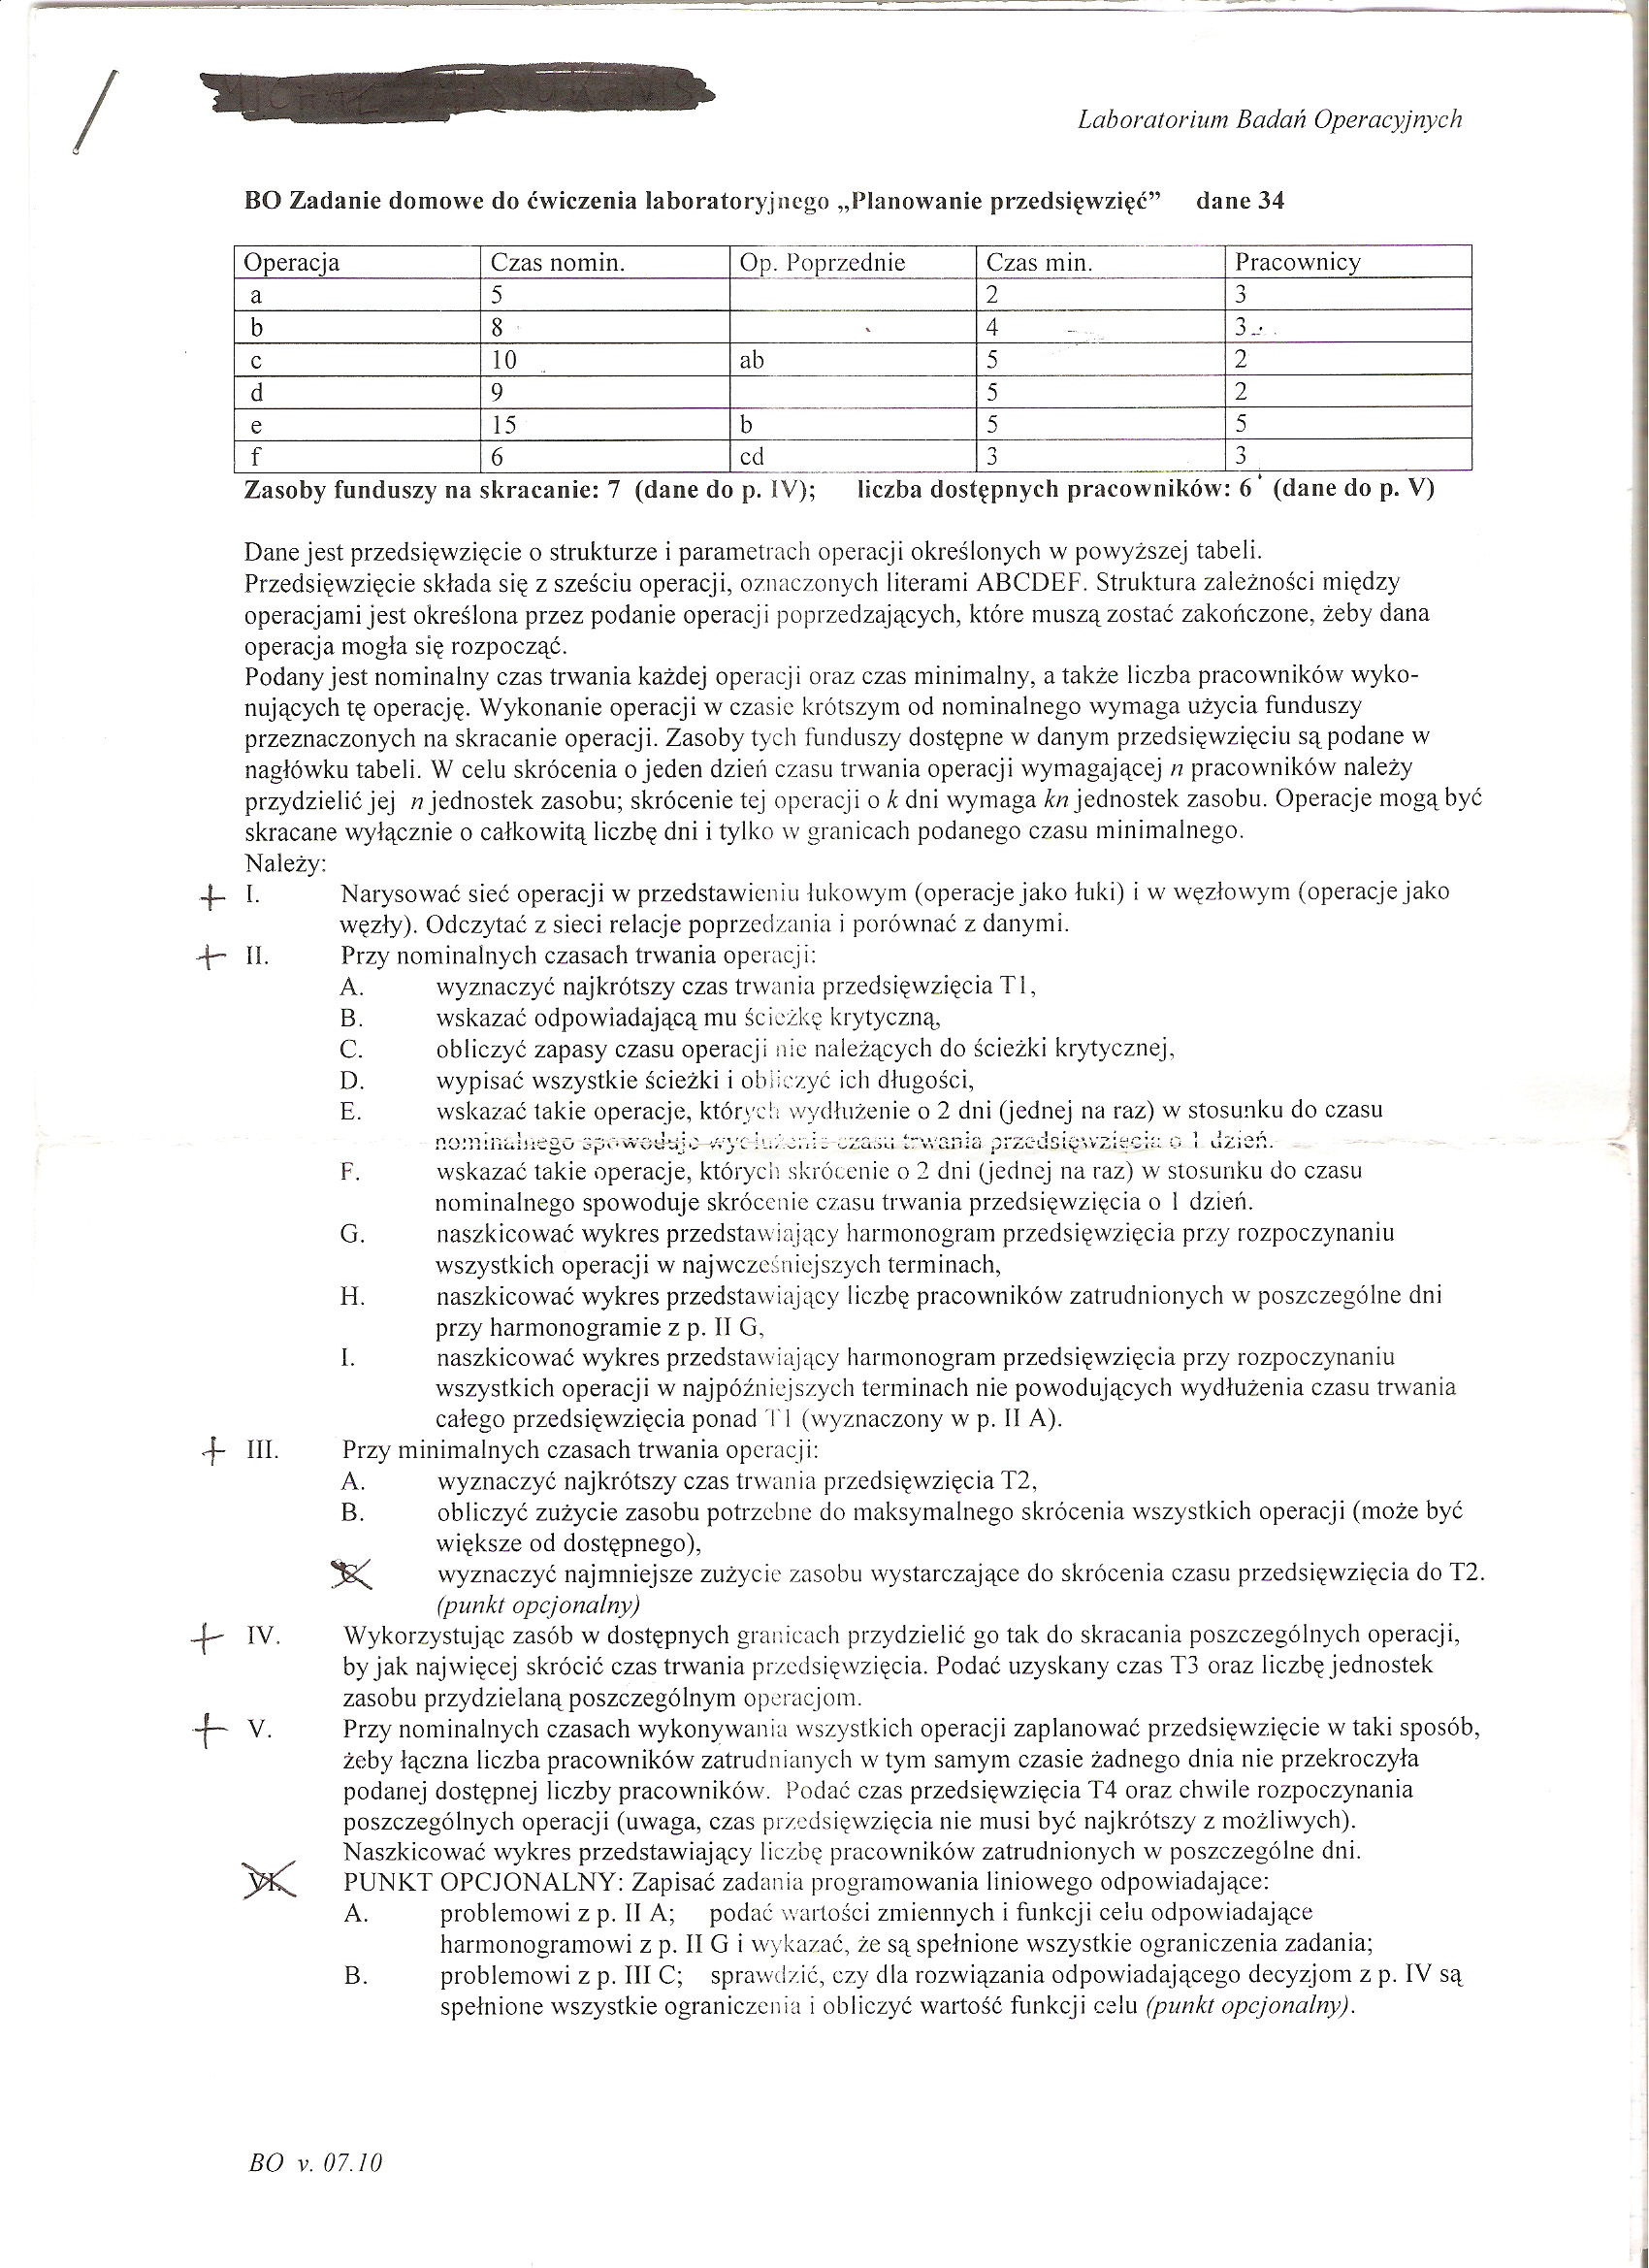 Laboratorium Badań Operacyjnych
BO Zadanie domowe do ćwiczenia laboratoryjnego „Planowanie przedsięwzięć” dane 34
Operacja Czas nomin. Op. Poprzednie Czas min. Pracownicy
a 5 2 3
b 8 4 3
c 10 ab 5 2
d 9 5 2
e 15 b 5 5
f 6 cd 3 3
Zasoby funduszy na skracanie: 7 (dane do p. IV); liczba dostępnych pracowników: 6 (dane do p. V)
Dane jest przedsięwzięcie o strukturze i parametrach operacji określonych w powyższej tabeli.
Przedsięwzięcie składa się z sześciu operacji, oznaczonych literami ABCDEF. Struktura zależności między
operacjami jest określona przez podanie operacji poprzedzających, które muszą zostać zakończone, żeby dana
operacja mogła się rozpocząć.
Podany jest nominalny czas trwania każdej operacji oraz czas minimalny, a także liczba pracowników wyko-
nujących tę operację. Wykonanie operacji w czasie krótszym od nominalnego wymaga użycia funduszy
przeznaczonych na skracanie operacji. Zasoby tych funduszy dostępne w danym przedsięwzięciu są podane w
nagłówku tabeli. W celu skrócenia o jeden dzień czasu trwania operacji wymagającej n pracowników należy
przydzielić jej n jednostek zasobu; skrócenie tej operacji o k dni wymaga kn jednostek zasobu. Operacje mogą być
skracane wyłącznie o całkowitą liczbę dni i tylko w granicach podanego czasu minimalnego.
Należy:
+ I. Narysować sieć operacji w przedstawieniu łukowym (operacje jako łuki) i w węzłowym (operacje jako
węzły). Odczytać z sieci relacje poprzedzania i porównać z danymi.
+ II. Przy nominalnych czasach trwania operacji:
A. wyznaczyć najkrótszy czas trwania przedsięwzięcia T1,
B. wskazać odpowiadającą mu ścieżkę krytyczną,
C. obliczyć zapasy czasu operacji nie należących do ścieżki krytycznej,
D. wypisać wszystkie ścieżki i obliczyć ich długości,
E. wskazać takie operacje, których wydłużenie o 2 dni (jednej na raz) w stosunku do czasu
nominalnego spowoduje wydłużenie czasu trwania przedsięwzięcia o 1 dzień.
F. wskazać takie operacje, których skrócenie o 2 dni (jednej na raz) w stosunku do czasu
nominalnego spowoduje skrócenie czasu trwania przedsięwzięcia o 1 dzień.
G. naszkicować wykres przedstawiający harmonogram przedsięwzięcia przy rozpoczynaniu
wszystkich operacji w najwcześniejszych terminach,
H. naszkicować wykres przedstawiający liczbę pracowników zatrudnionych w poszczególne dni
przy harmonogramie z p. II G,
I. naszkicować wykres przedstawiający harmonogram przedsięwzięcia przy rozpoczynaniu
wszystkich operacji w najpóźniejszych terminach nie powodujących wydłużenia czasu trwania
całego przedsięwzięcia ponad T1 (wyznaczony w p. II A).
+ III. Przy minimalnych czasach trwania operacji:
A. wyznaczyć najkrótszy czas trwania przedsięwzięcia T2,
B. obliczyć zużycie zasobu potrzebne do maksymalnego skrócenia wszystkich operacji (może być
większe od dostępnego),
C. wyznaczyć najmniejsze zużycie zasobu wystarczające do skrócenia czasu przedsięwzięcia do T2.
(punkt opcjonalny)
+ IV. Wykorzystując zasób w dostępnych granicach przydzielić go tak do skracania poszczególnych operacji,
by jak najwięcej skrócić czas trwania przedsięwzięcia. Podać uzyskany czas T3 oraz liczbę jednostek
zasobu przydzielaną poszczególnym operacjom.
+ V. Przy nominalnych czasach wykonywania wszystkich operacji zaplanować przedsięwzięcie w taki sposób,
żeby łączna liczba pracowników zatrudnianych w tym samym czasie żadnego dnia nie przekroczyła
podanej dostępnej liczby pracowników. Podać czas przedsięwzięcia T4 oraz chwile rozpoczynania
poszczególnych operacji (uwaga, czas przedsięwzięcia nie musi być najkrótszy z możliwych).
Naszkicować wykres przedstawiający liczbę pracowników zatrudnionych w poszczególne dni.
VI. PUNKT OPCJONALNY: Zapisać zadania programowania liniowego odpowiadające:
A. problemowi z p. II A; podać wartości zmiennych i funkcji celu odpowiadające
harmonogramowi z p. II G i wykazać, że są spełnione wszystkie ograniczenia zadania;
B. problemowi z p. III C; sprawdzić, czy dla rozwiązania odpowiadającego decyzjom z p. IV są
spełnione wszystkie ograniczenia i obliczyć wartość funkcji celu (punkt opcjonalny).
BO v. 07.10